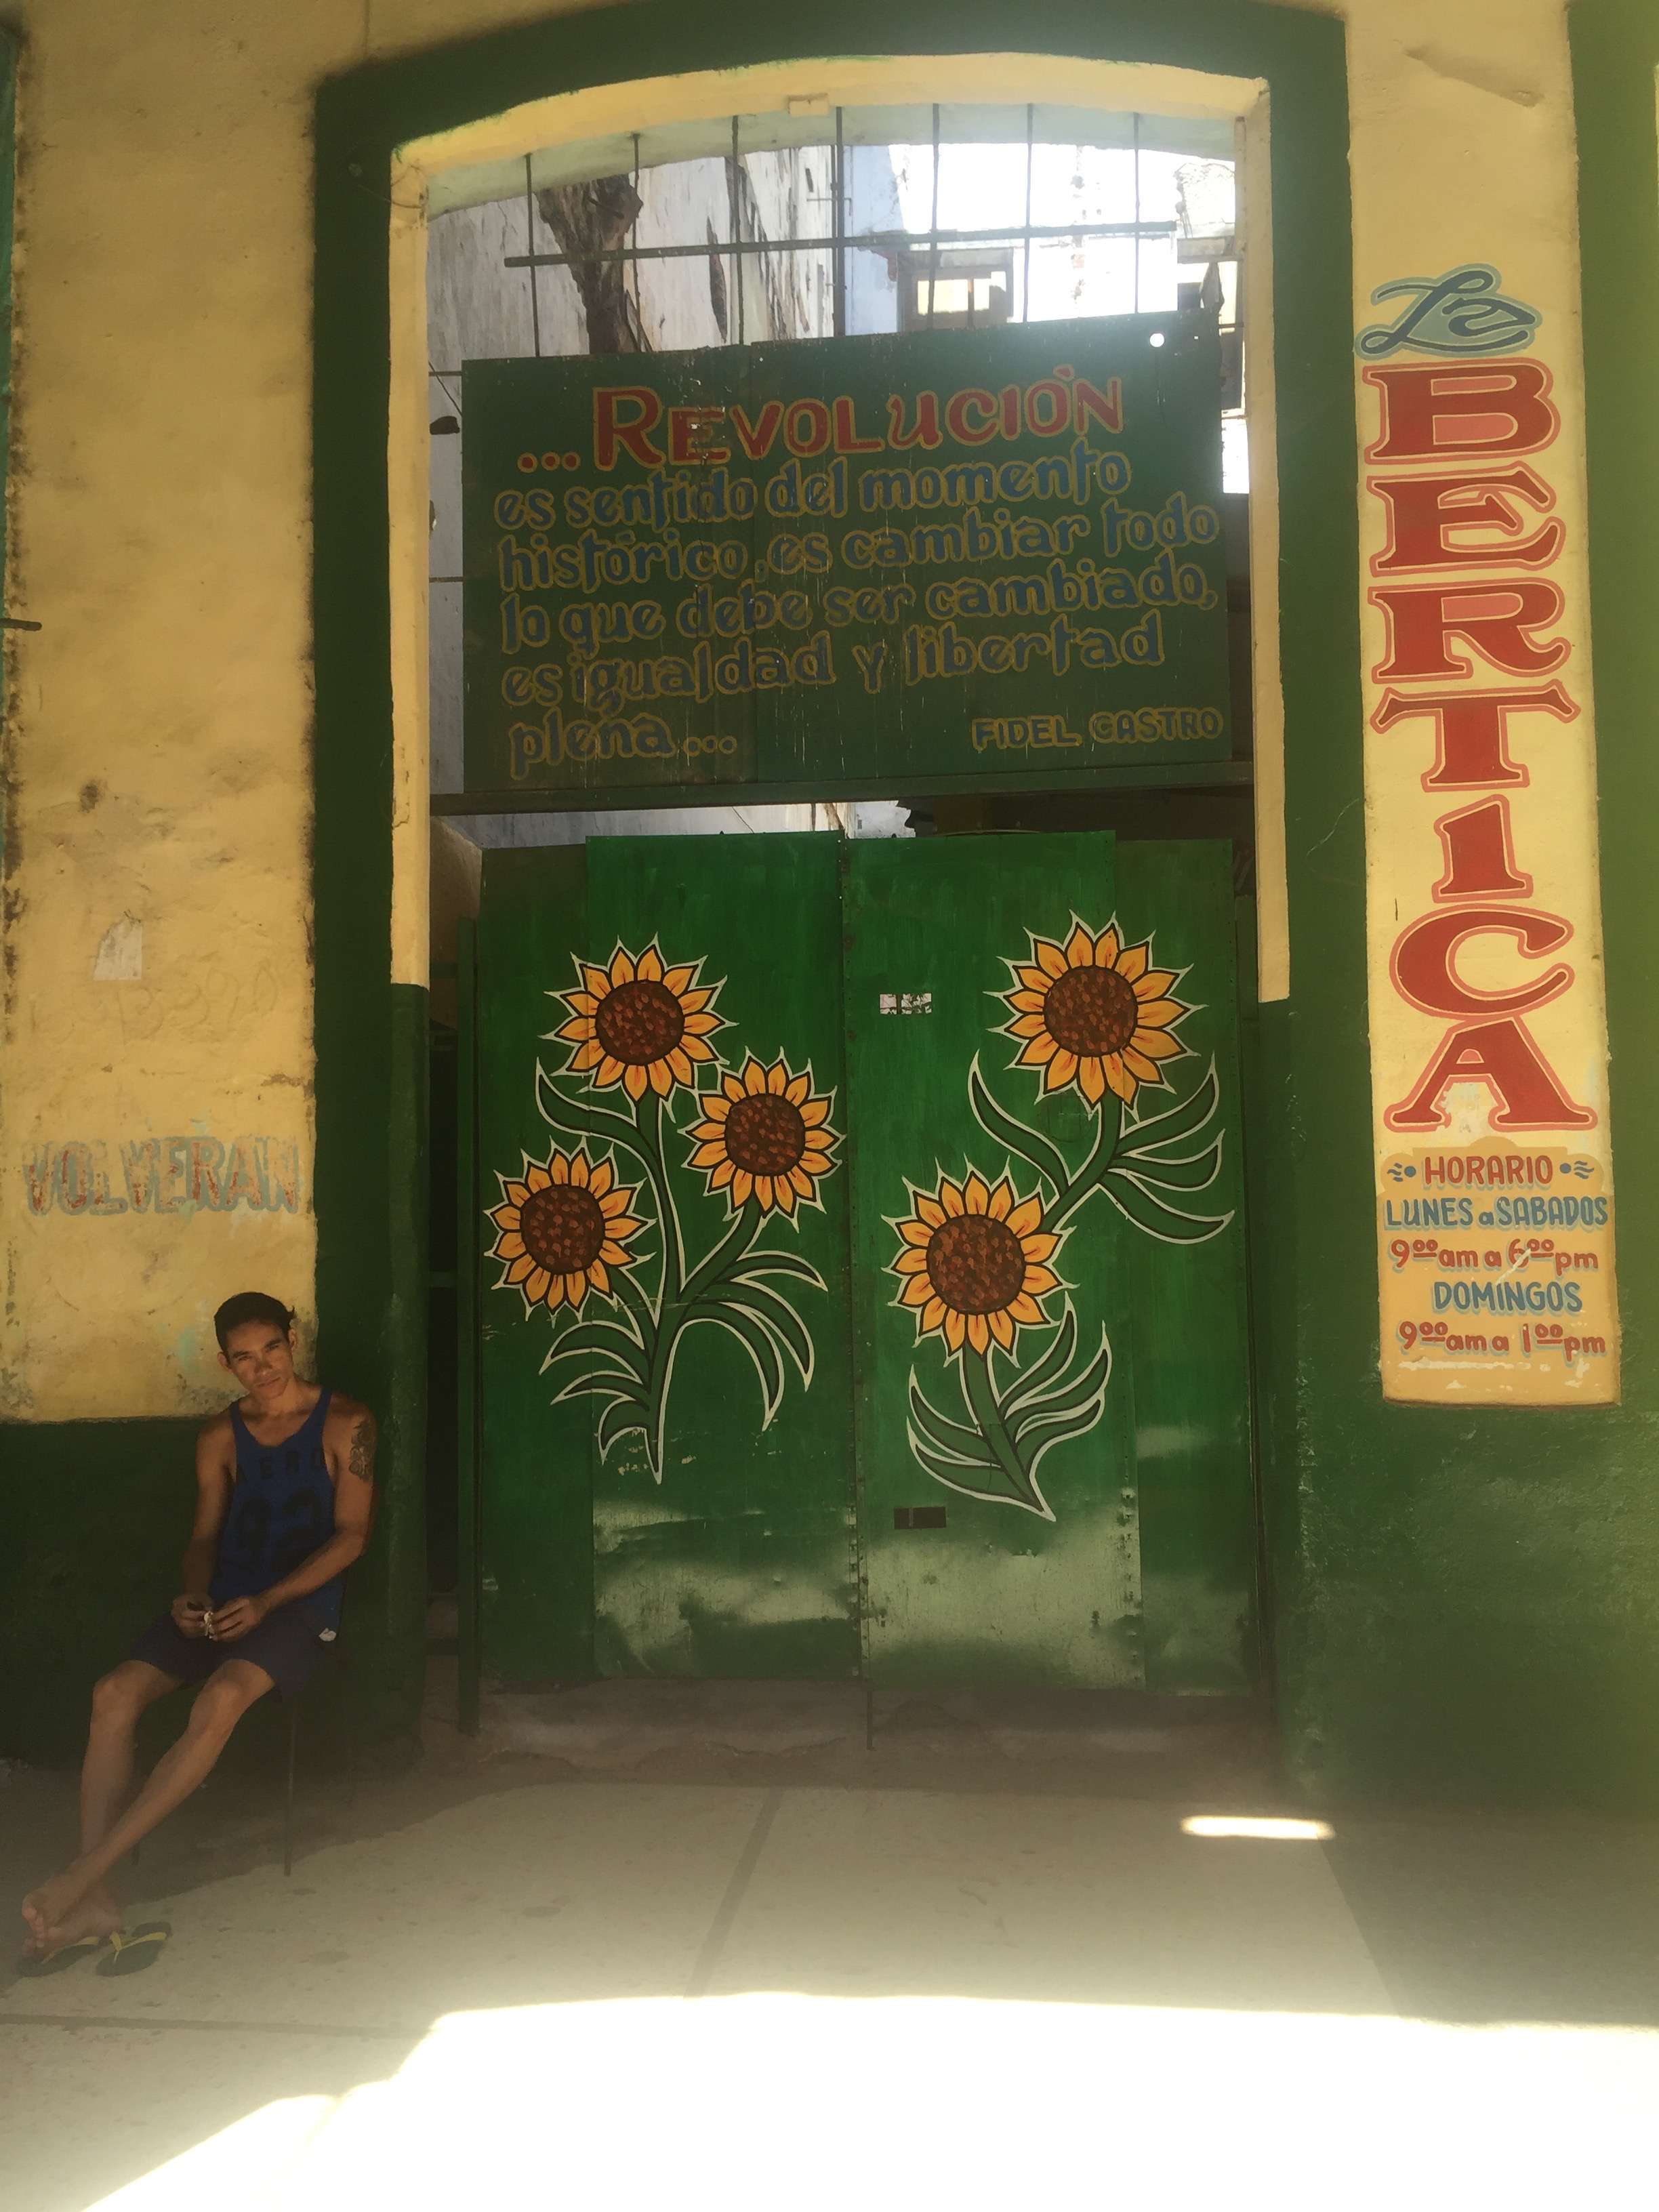 ...REVOLUCIÓN
es sentido del momento
histórico, es cambiar todo
lo que debe ser cambiado,
es igualdad y libertad
plena...
FIDEL CASTRO
La
BERTICA
HORARIO
LUNES a SABADOS
9⁰⁰am a 6⁰⁰pm
DOMINGOS
9⁰⁰am a 1⁰⁰pm
VOLVERAN
AERO
92